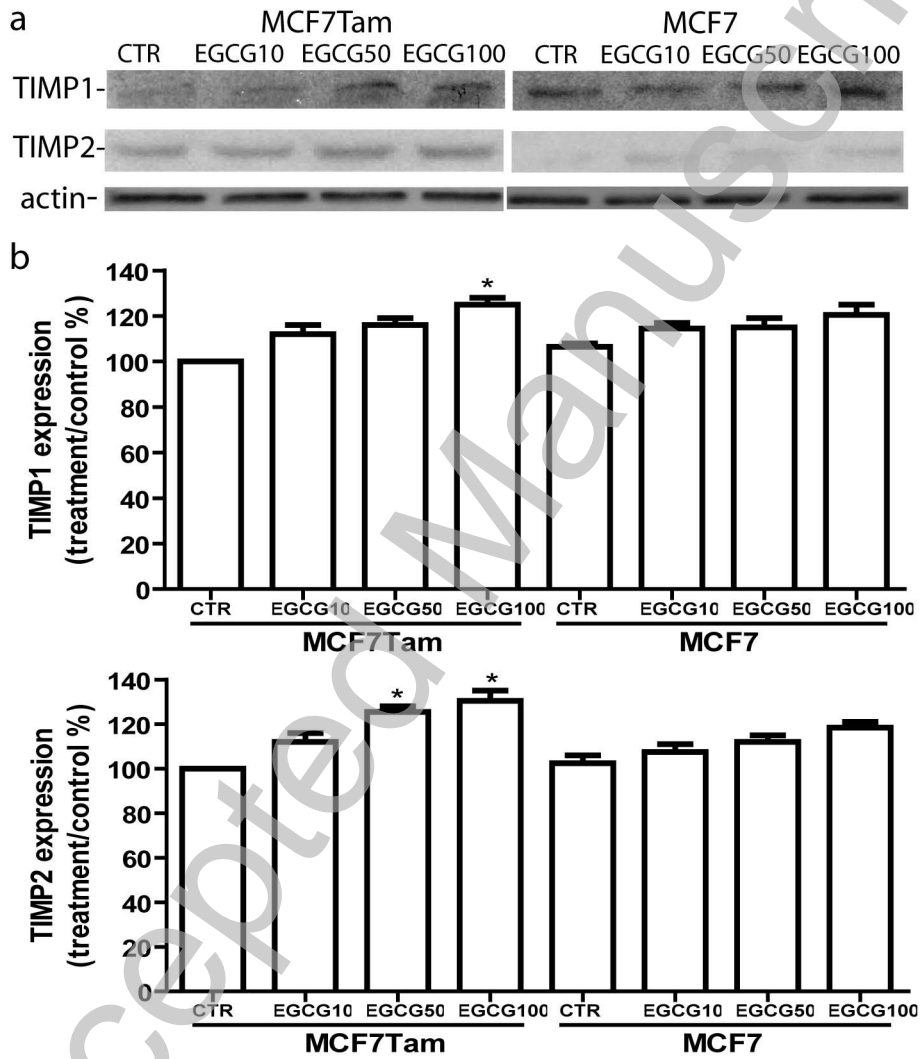 a
MCF7Tam MCF7
CTR EGCG10 EGCG50 EGCG100 CTR EGCG10 EGCG50 EGCG100
TIMP1-
TIMP2-
actin-
b
TIMP1 expression
(treatment/control %)
140
120
100
80
60
40
20
0
*
CTR EGCG10 EGCG50 EGCG100 CTR EGCG10 EGCG50 EGCG100
MCF7Tam MCF7
TIMP2 expression
(treatment/control %)
140
120
100
80
60
40
20
0
* *
CTR EGCG10 EGCG50 EGCG100 CTR EGCG10 EGCG50 EGCG100
MCF7Tam MCF7
cepted Manusc